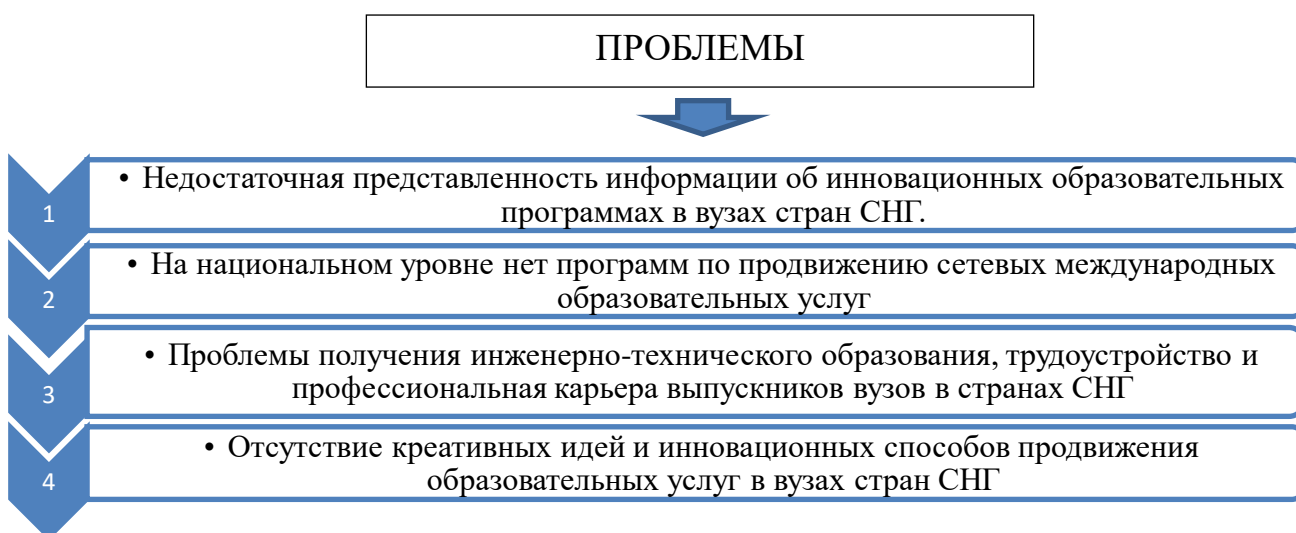 ПРОБЛЕМЫ
1
• Недостаточная представленность информации об инновационных образовательных
программах в вузах стран СНГ.
2
• На национальном уровне нет программ по продвижению сетевых международных
образовательных услуг
3
• Проблемы получения инженерно-технического образования, трудоустройство и
профессиональная карьера выпускников вузов в странах СНГ
4
• Отсутствие креативных идей и инновационных способов продвижения
образовательных услуг в вузах стран СНГ